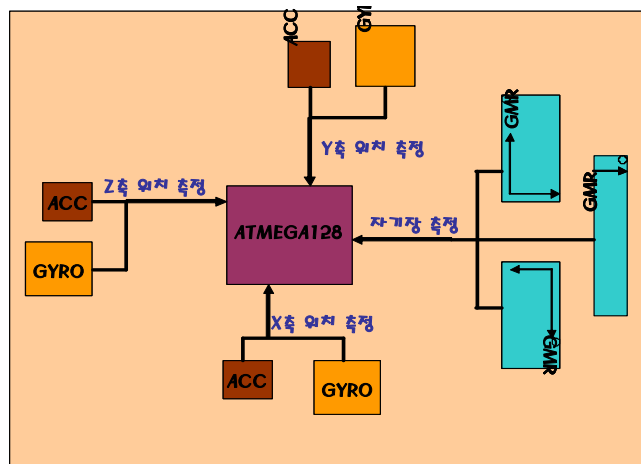 ACC
GY
GMR
Y축 위치 측정
Z축 위치 측정
ACC
GMR
ATMEGA128
자기장 측정
GYRO
X축 위치 측정
GMR
ACC
GYRO